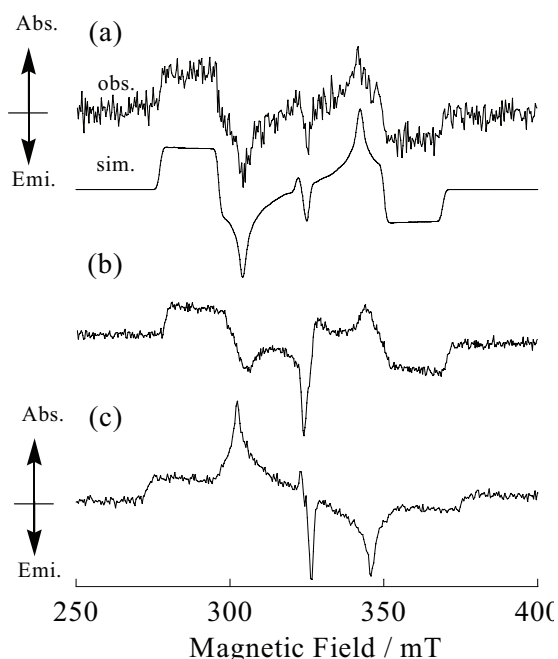 Abs.
(a)
obs.
sim.
Emi.
(b)
(c)
Abs.
Emi.
250 300 350 400
Magnetic Field / mT